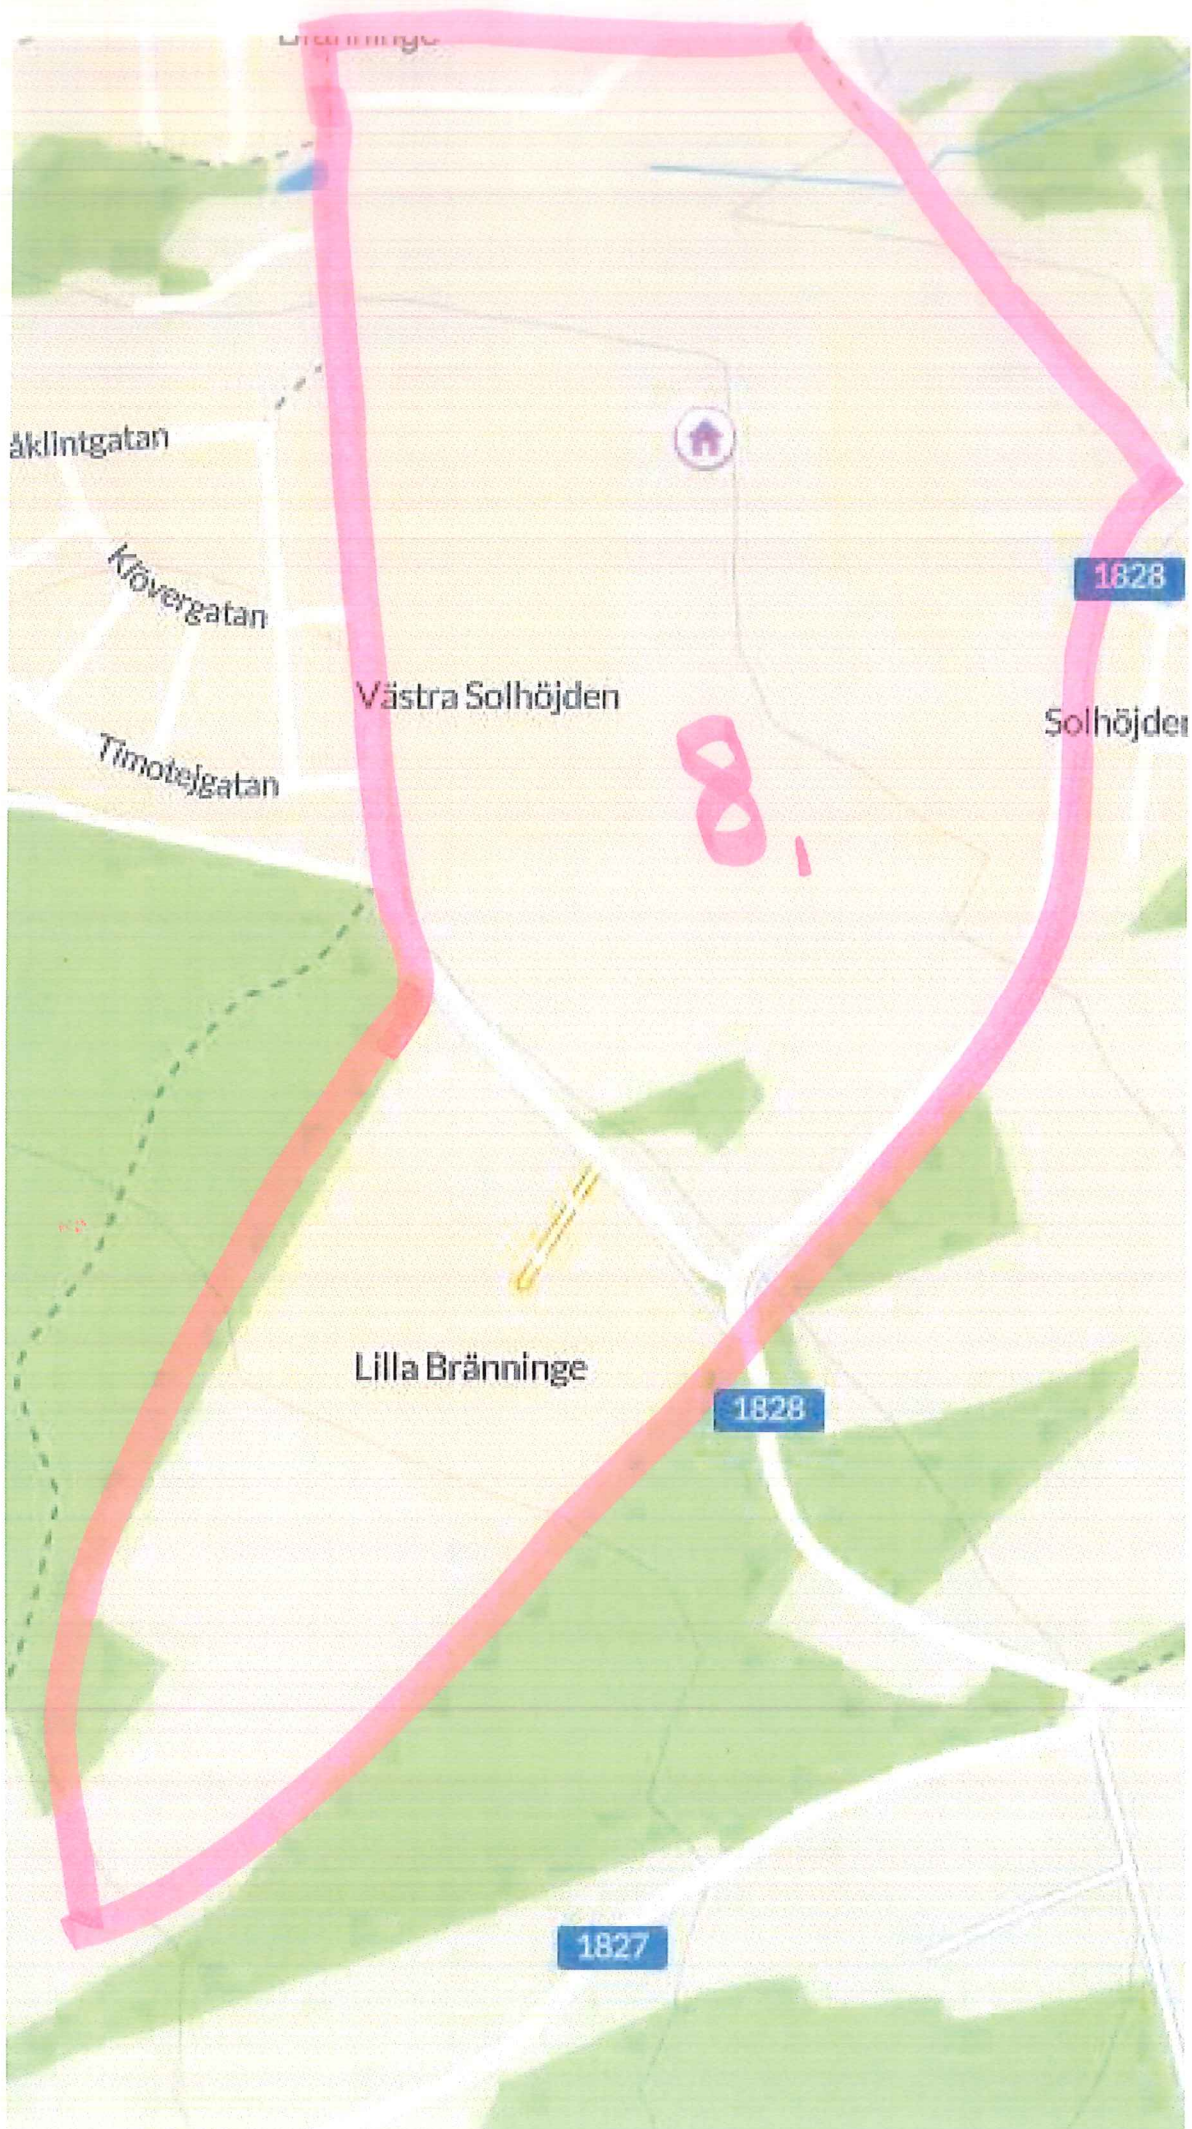 åklintgatan
Klövergatan
1828
Västra Solhöjden
Solhöjden
Timotejgatan
8
Lilla Bränninge
1828
1827